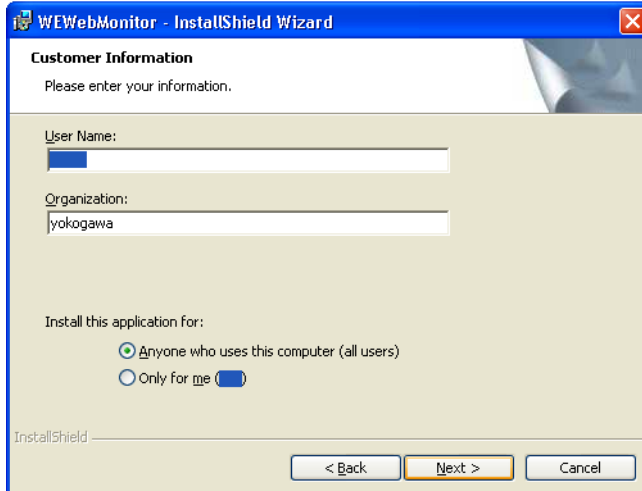 WEWebMonitor - InstallShield Wizard
Customer Information
Please enter your information.
User Name:
Organization:
yokogawa
Install this application for:
Anyone who uses this computer (all users)
Only for me ( )
InstallShield
< Back
Next >
Cancel